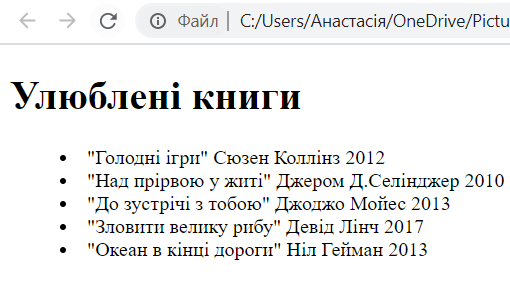 Файл C:/Users/Анастасія/OneDrive/Pictu
Улюблені книги
"Голодні ігри" Сюзен Коллінз 2012
"Над прірвою у житі" Джером Д.Селінджер 2010
"До зустрічі з тобою" Джоджо Мойес 2013
"Зловити велику рибу" Девід Лінч 2017
"Океан в кінці дороги" Ніл Гейман 2013